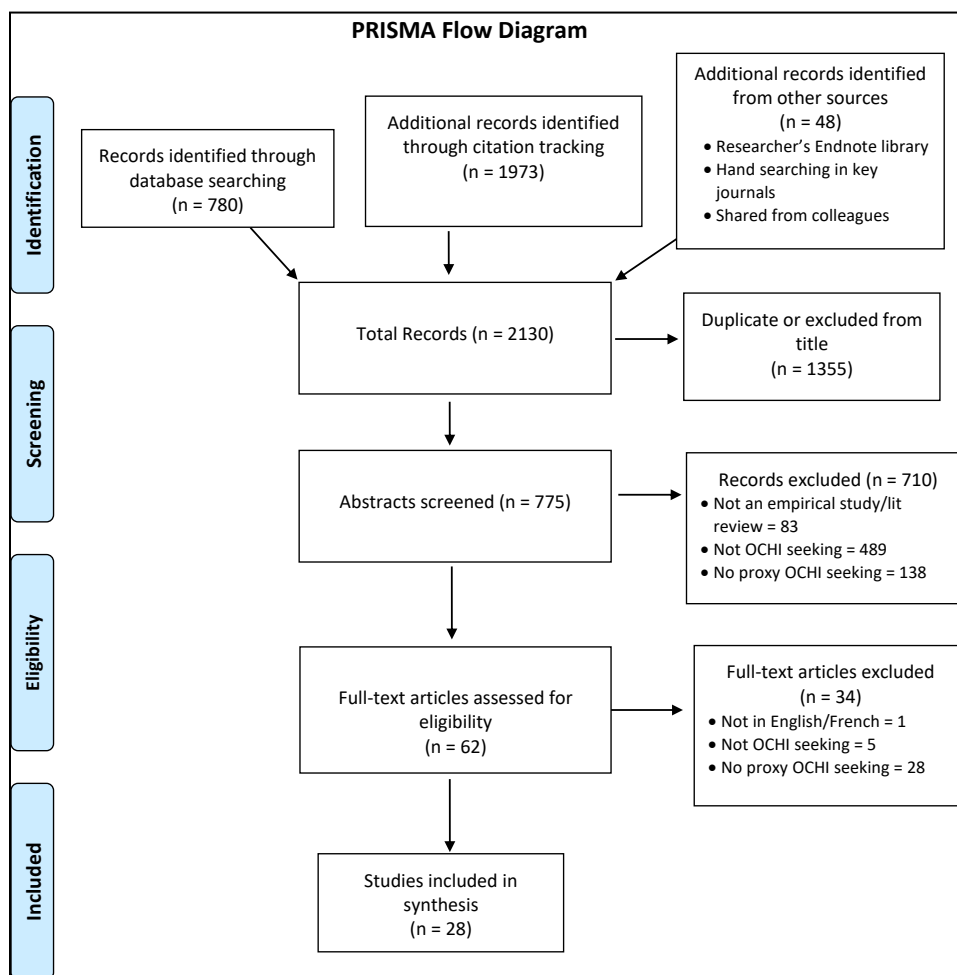 PRISMA Flow Diagram
Identification
Records identified through
database searching
(n = 780)
Additional records identified
through citation tracking
(n = 1973)
Additional records identified
from other sources
(n = 48)
• Researcher's Endnote library
• Hand searching in key
journals
• Shared from colleagues
Screening
Total Records (n = 2130)
Duplicate or excluded from
title
(n = 1355)
Abstracts screened (n = 775)
Records excluded (n = 710)
• Not an empirical study/lit
review = 83
• Not OCHI seeking = 489
• No proxy OCHI seeking = 138
Eligibility
Full-text articles assessed for
eligibility
(n = 62)
Full-text articles excluded
(n = 34)
• Not in English/French = 1
• Not OCHI seeking = 5
• No proxy OCHI seeking = 28
Included
Studies included in
synthesis
(n = 28)